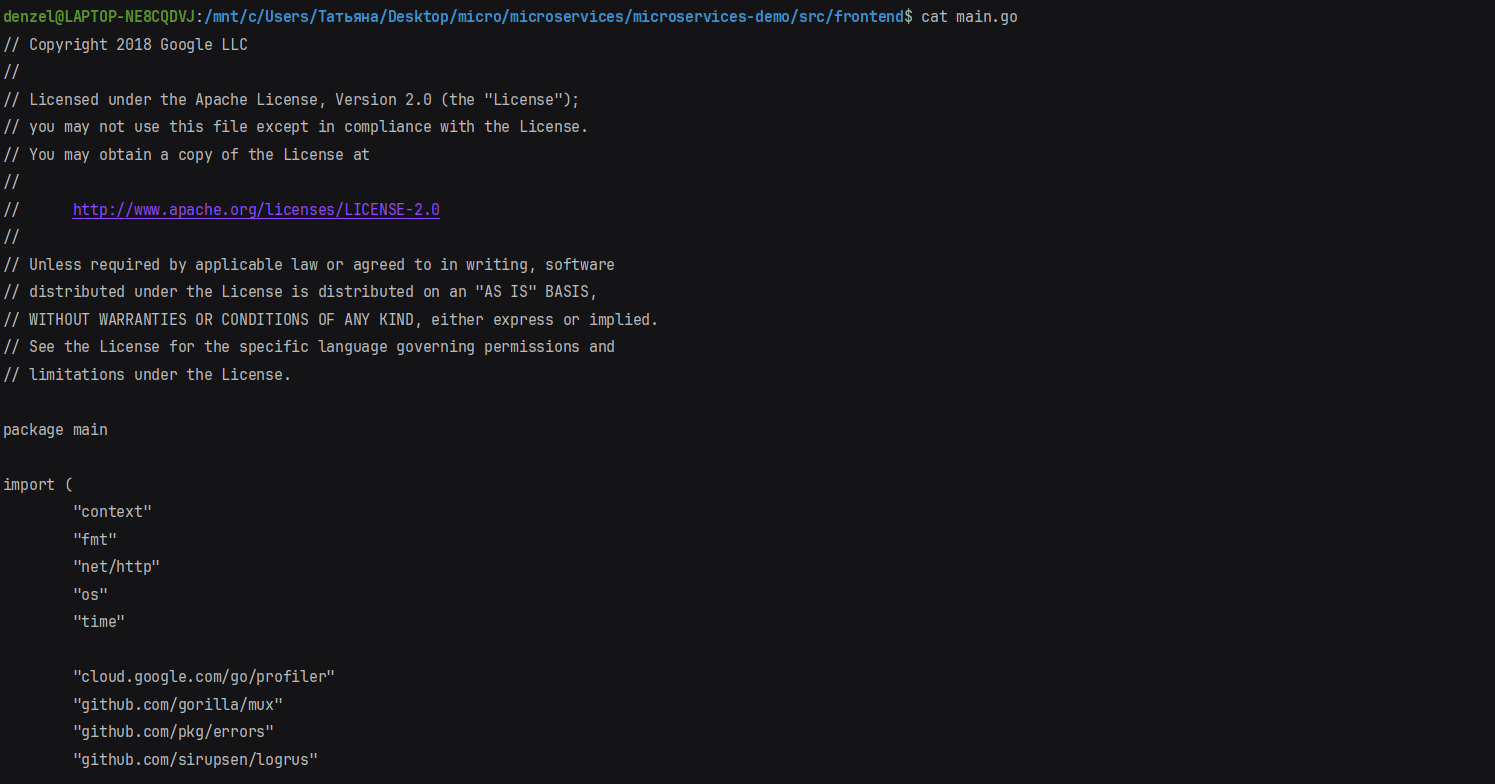 denzel@LAPTOP-NE8CQDVJ:/mnt/c/Users/Татьяна/Desktop/micro/microservices/microservices-demo/src/frontend$ cat main.go
// Copyright 2018 Google LLC
//
// Licensed under the Apache License, Version 2.0 (the "License");
// you may not use this file except in compliance with the License.
// You may obtain a copy of the License at
//
//      http://www.apache.org/licenses/LICENSE-2.0
//
// Unless required by applicable law or agreed to in writing, software
// distributed under the License is distributed on an "AS IS" BASIS,
// WITHOUT WARRANTIES OR CONDITIONS OF ANY KIND, either express or implied.
// See the License for the specific language governing permissions and
// limitations under the License.

package main

import (
        "context"
        "fmt"
        "net/http"
        "os"
        "time"

        "cloud.google.com/go/profiler"
        "github.com/gorilla/mux"
        "github.com/pkg/errors"
        "github.com/sirupsen/logrus"